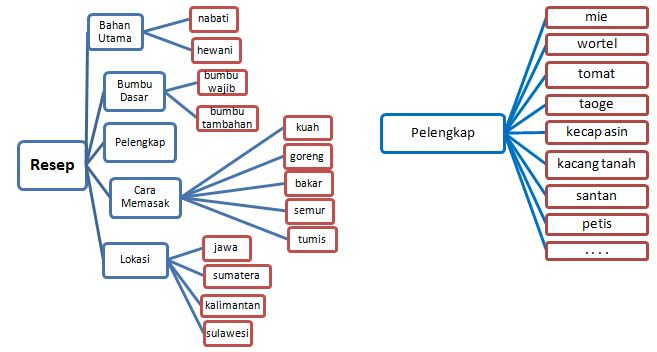 Resep
Bahan
Utama
nabati
hewani
Bumbu
Dasar
bumbu
wajib
bumbu
tambahan
Pelengkap
Cara
Memasak
kuah
goreng
bakar
semur
tumis
Lokasi
jawa
sumatera
kalimantan
sulawesi
Pelengkap
mie
wortel
tomat
taoge
kecap asin
kacang tanah
santan
petis
. . . .